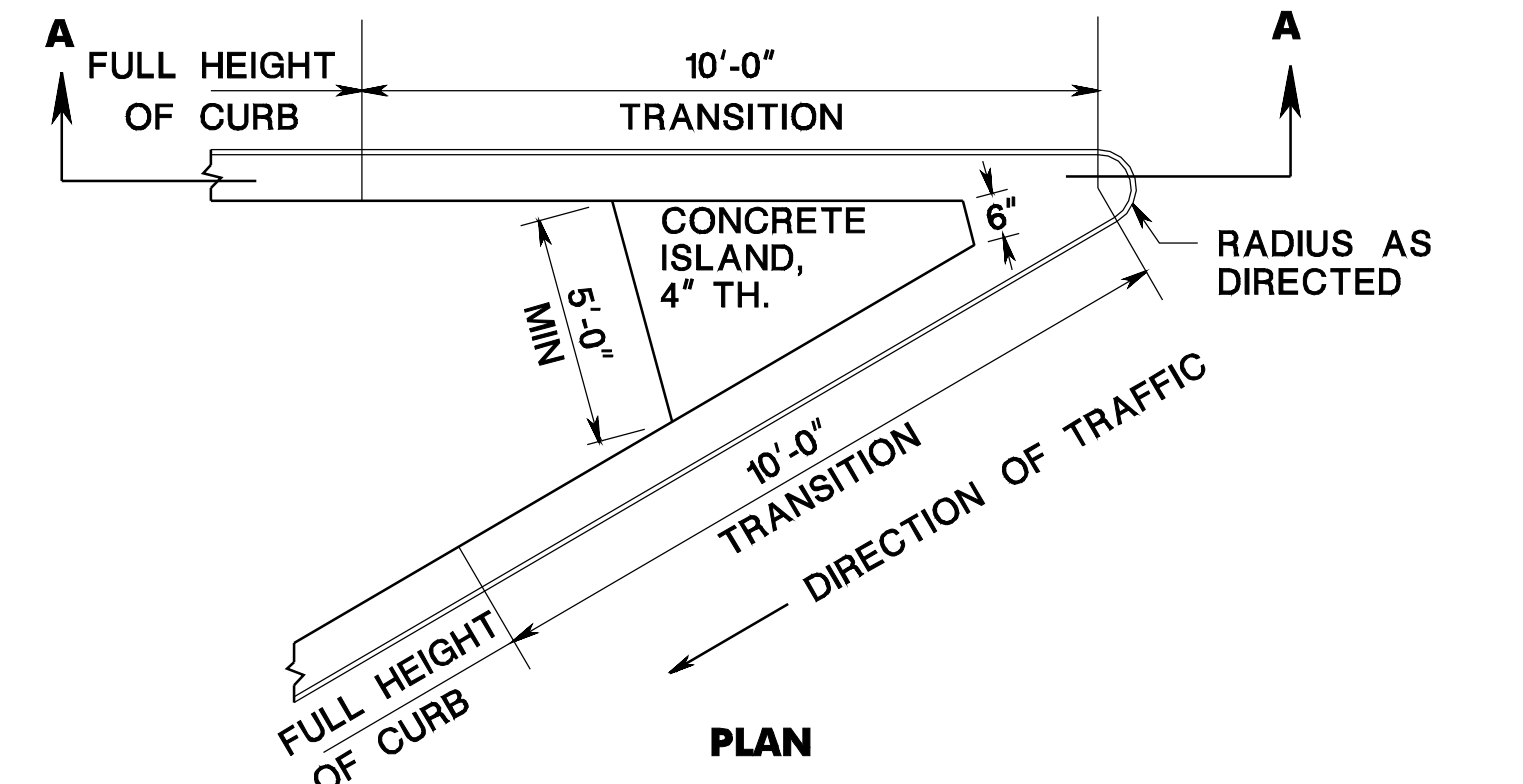 A
A
FULL HEIGHT
OF CURB
10'-0"
TRANSITION
CONCRETE
ISLAND,
4" TH.
6"
RADIUS AS
DIRECTED
5'-0"
MIN
10'-0"
TRANSITION
DIRECTION OF TRAFFIC
FULL HEIGHT
OF CURB
PLAN